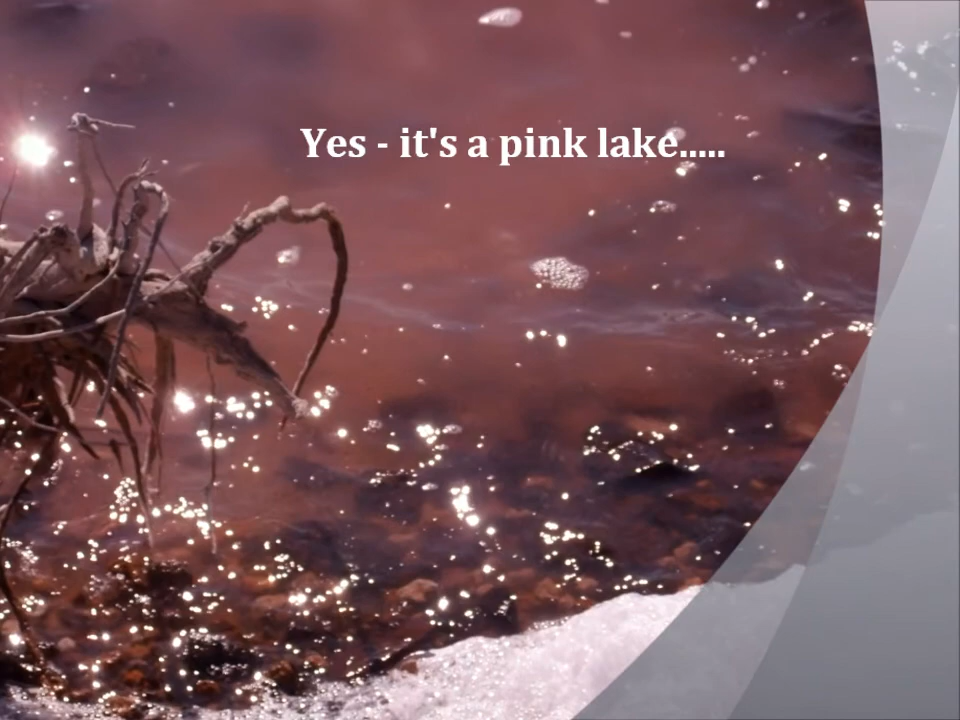 Yes - it's a pink lake.....